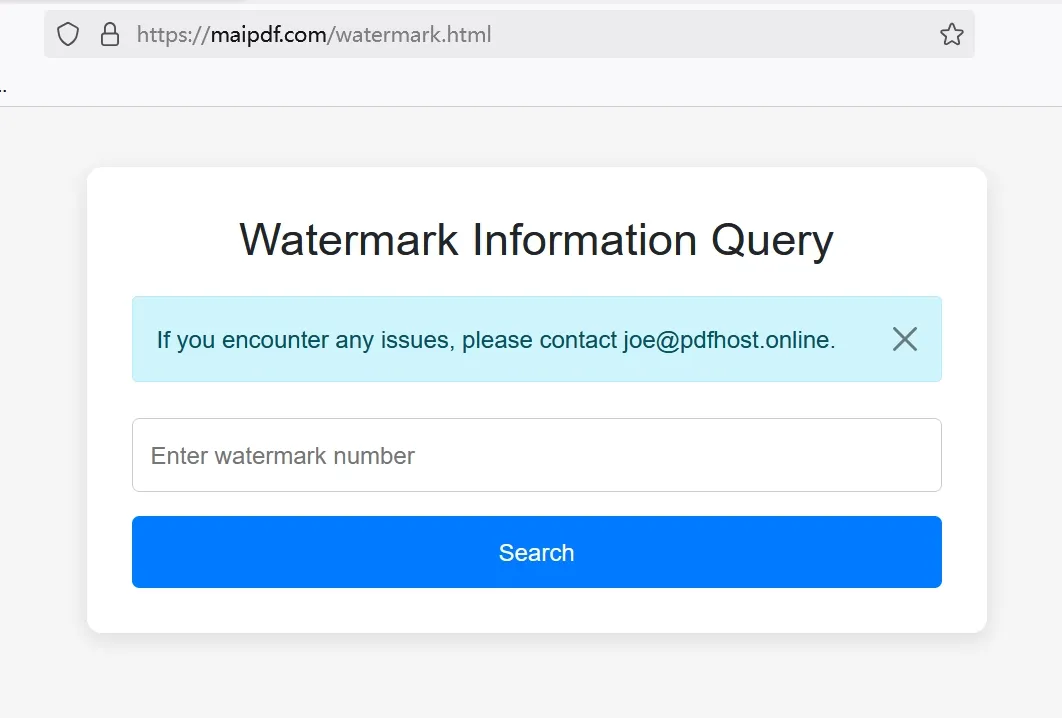 https://maipdf.com/watermark.html
..
Watermark Information Query
If you encounter any issues, please contact joe@pdfhost.online.
Enter watermark number
Search